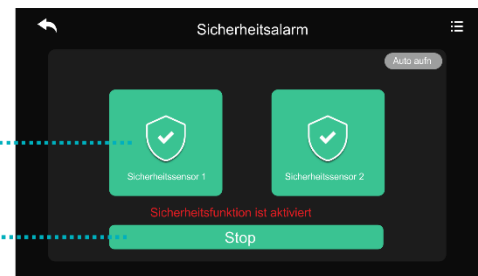 Sicherheitsalarm
Auto aufn
Sicherheitssensor 1
Sicherheitssensor 2
Sicherheitsfunktion ist aktiviert
Stop